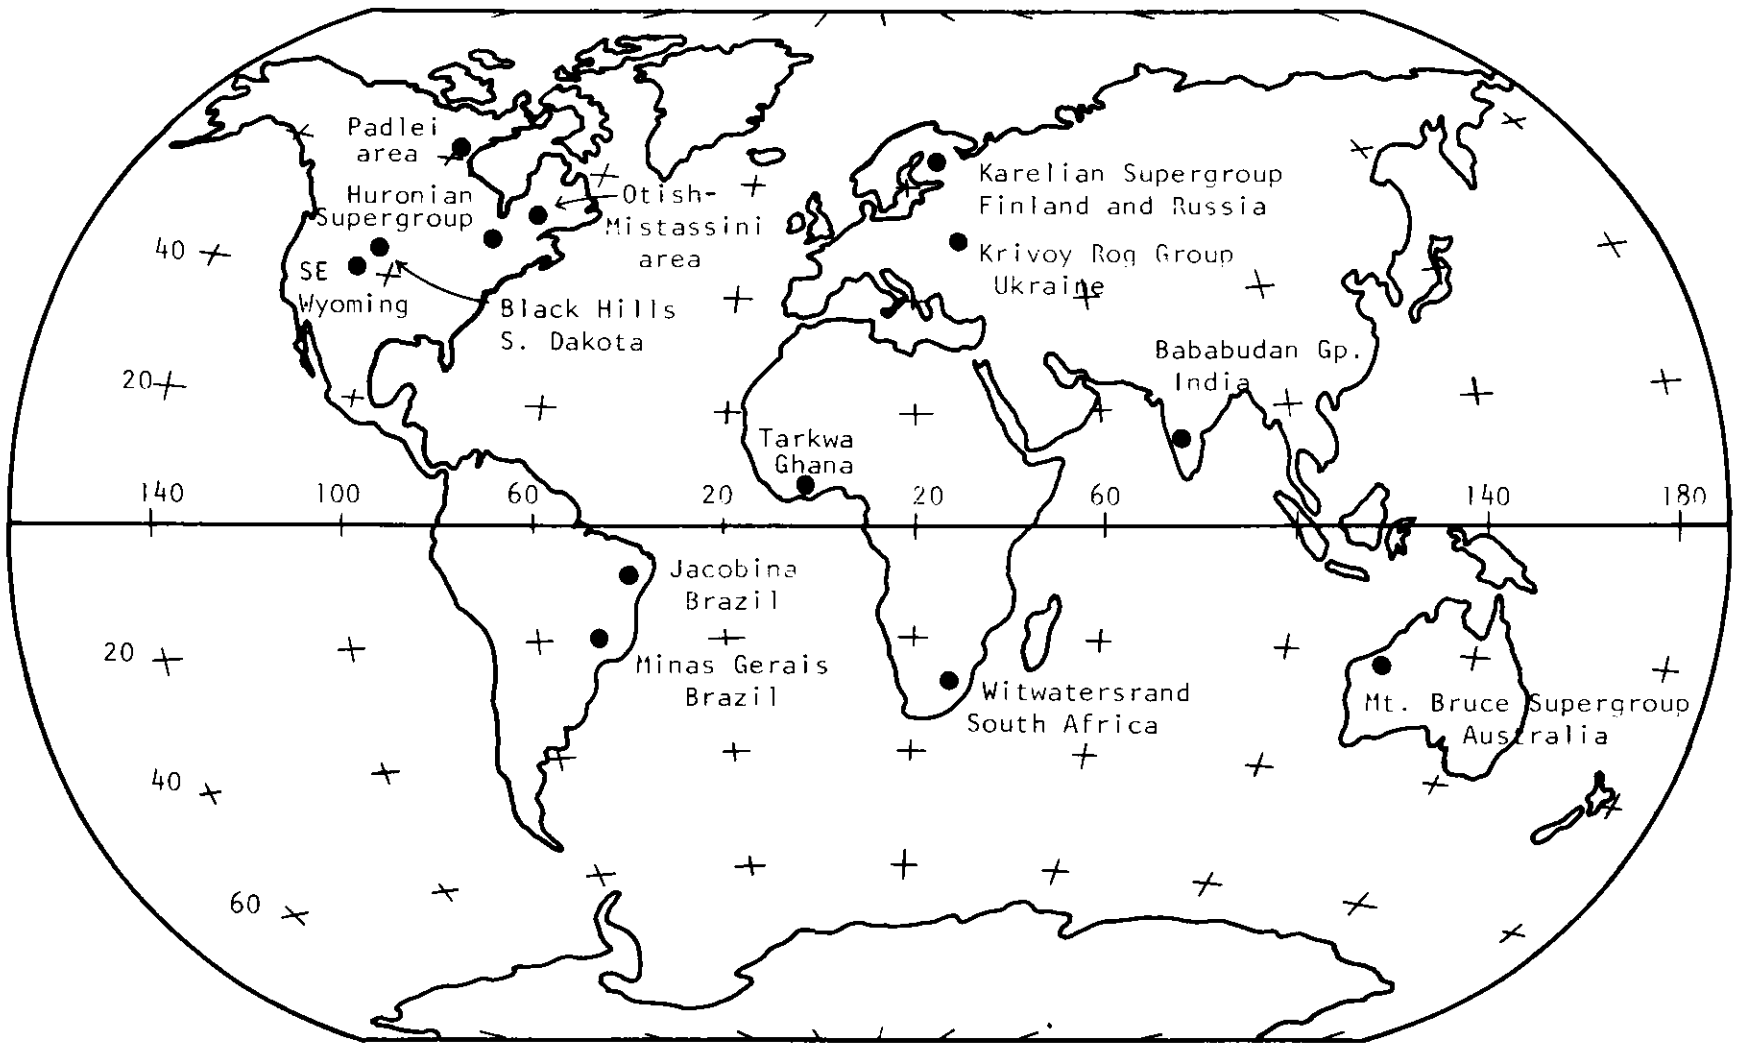 Padlei
area
Huronian
Supergroup
Otish-
Mistassini
area
Karelian Supergroup
Finland and Russia
40
SE
Wyoming
Krivoy Rog Group
Ukraine
Black Hills
S. Dakota
20
Bababudan Gp.
India
Tarkwa
Ghana
140
100
60
20
20
60
140
180
Jacobina
Brazil
20
Minas Gerais
Brazil
Witwatersrand
South Africa
Mt. Bruce Supergroup
Australia
40
60